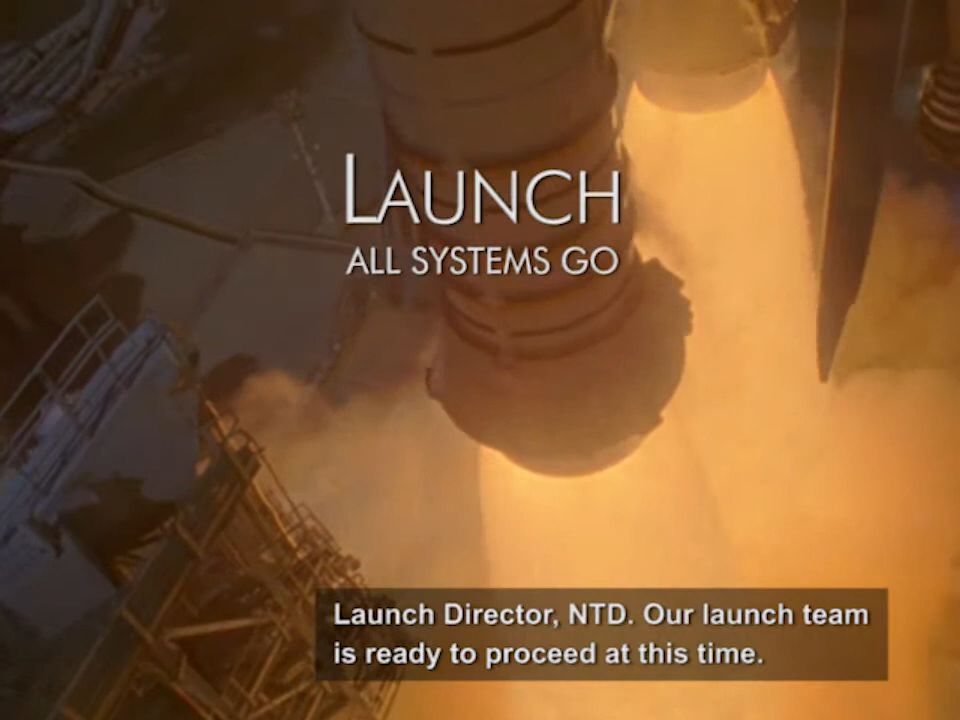 LAUNCH
ALL SYSTEMS GO
Launch Director, NTD. Our launch team
is ready to proceed at this time.